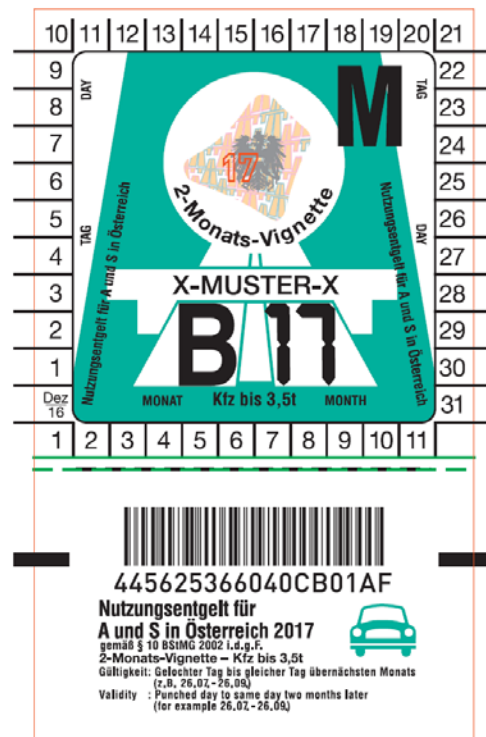 10 11 12 13 14 15 16 17 18 19 20 21
9 DAY M TAG 22
8 23
7 17 24
6 2-Monats-Vignette 25
5 TAG Nutzungsentgelt für A und S in Österreich Nutzungsentgelt für A und S in Österreich DAY 26
4 27
3 X-MUSTER-X 28
2 B 17 29
1 30
Dez 16 MONAT Kfz bis 3,5t MONTH 31
1 2 3 4 5 6 7 8 9 10 11
445625366040CB01AF
Nutzungsentgelt für
A und S in Österreich 2017
gemäß § 10 BStMG 2002 i.d.g.F.
2-Monats-Vignette – Kfz bis 3,5t
Gültigkeit: Gelochter Tag bis gleicher Tag übernächsten Monats
(z.B. 26.07.-26.09.)
Validity : Punched day to same day two months later
(for example 26.07.-26.09.)